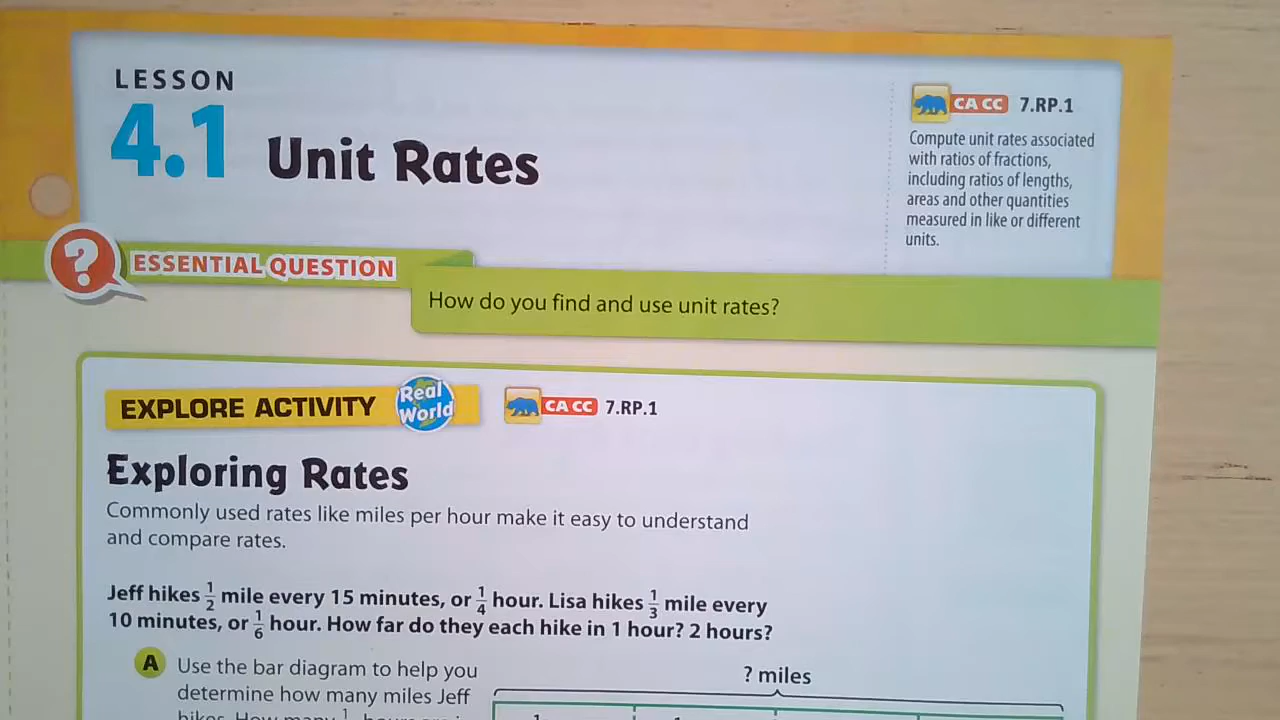 LESSON
4.1 Unit Rates
CA CC 7.RP.1
Compute unit rates associated
with ratios of fractions,
including ratios of lengths,
areas and other quantities
measured in like or different
units.
? ESSENTIAL QUESTION
How do you find and use unit rates?
EXPLORE ACTIVITY Real World CA CC 7.RP.1
Exploring Rates
Commonly used rates like miles per hour make it easy to understand
and compare rates.
Jeff hikes 1/2 mile every 15 minutes, or 1/4 hour. Lisa hikes 1/3 mile every
10 minutes, or 1/6 hour. How far do they each hike in 1 hour? 2 hours?
A Use the bar diagram to help you
determine how many miles Jeff
? miles